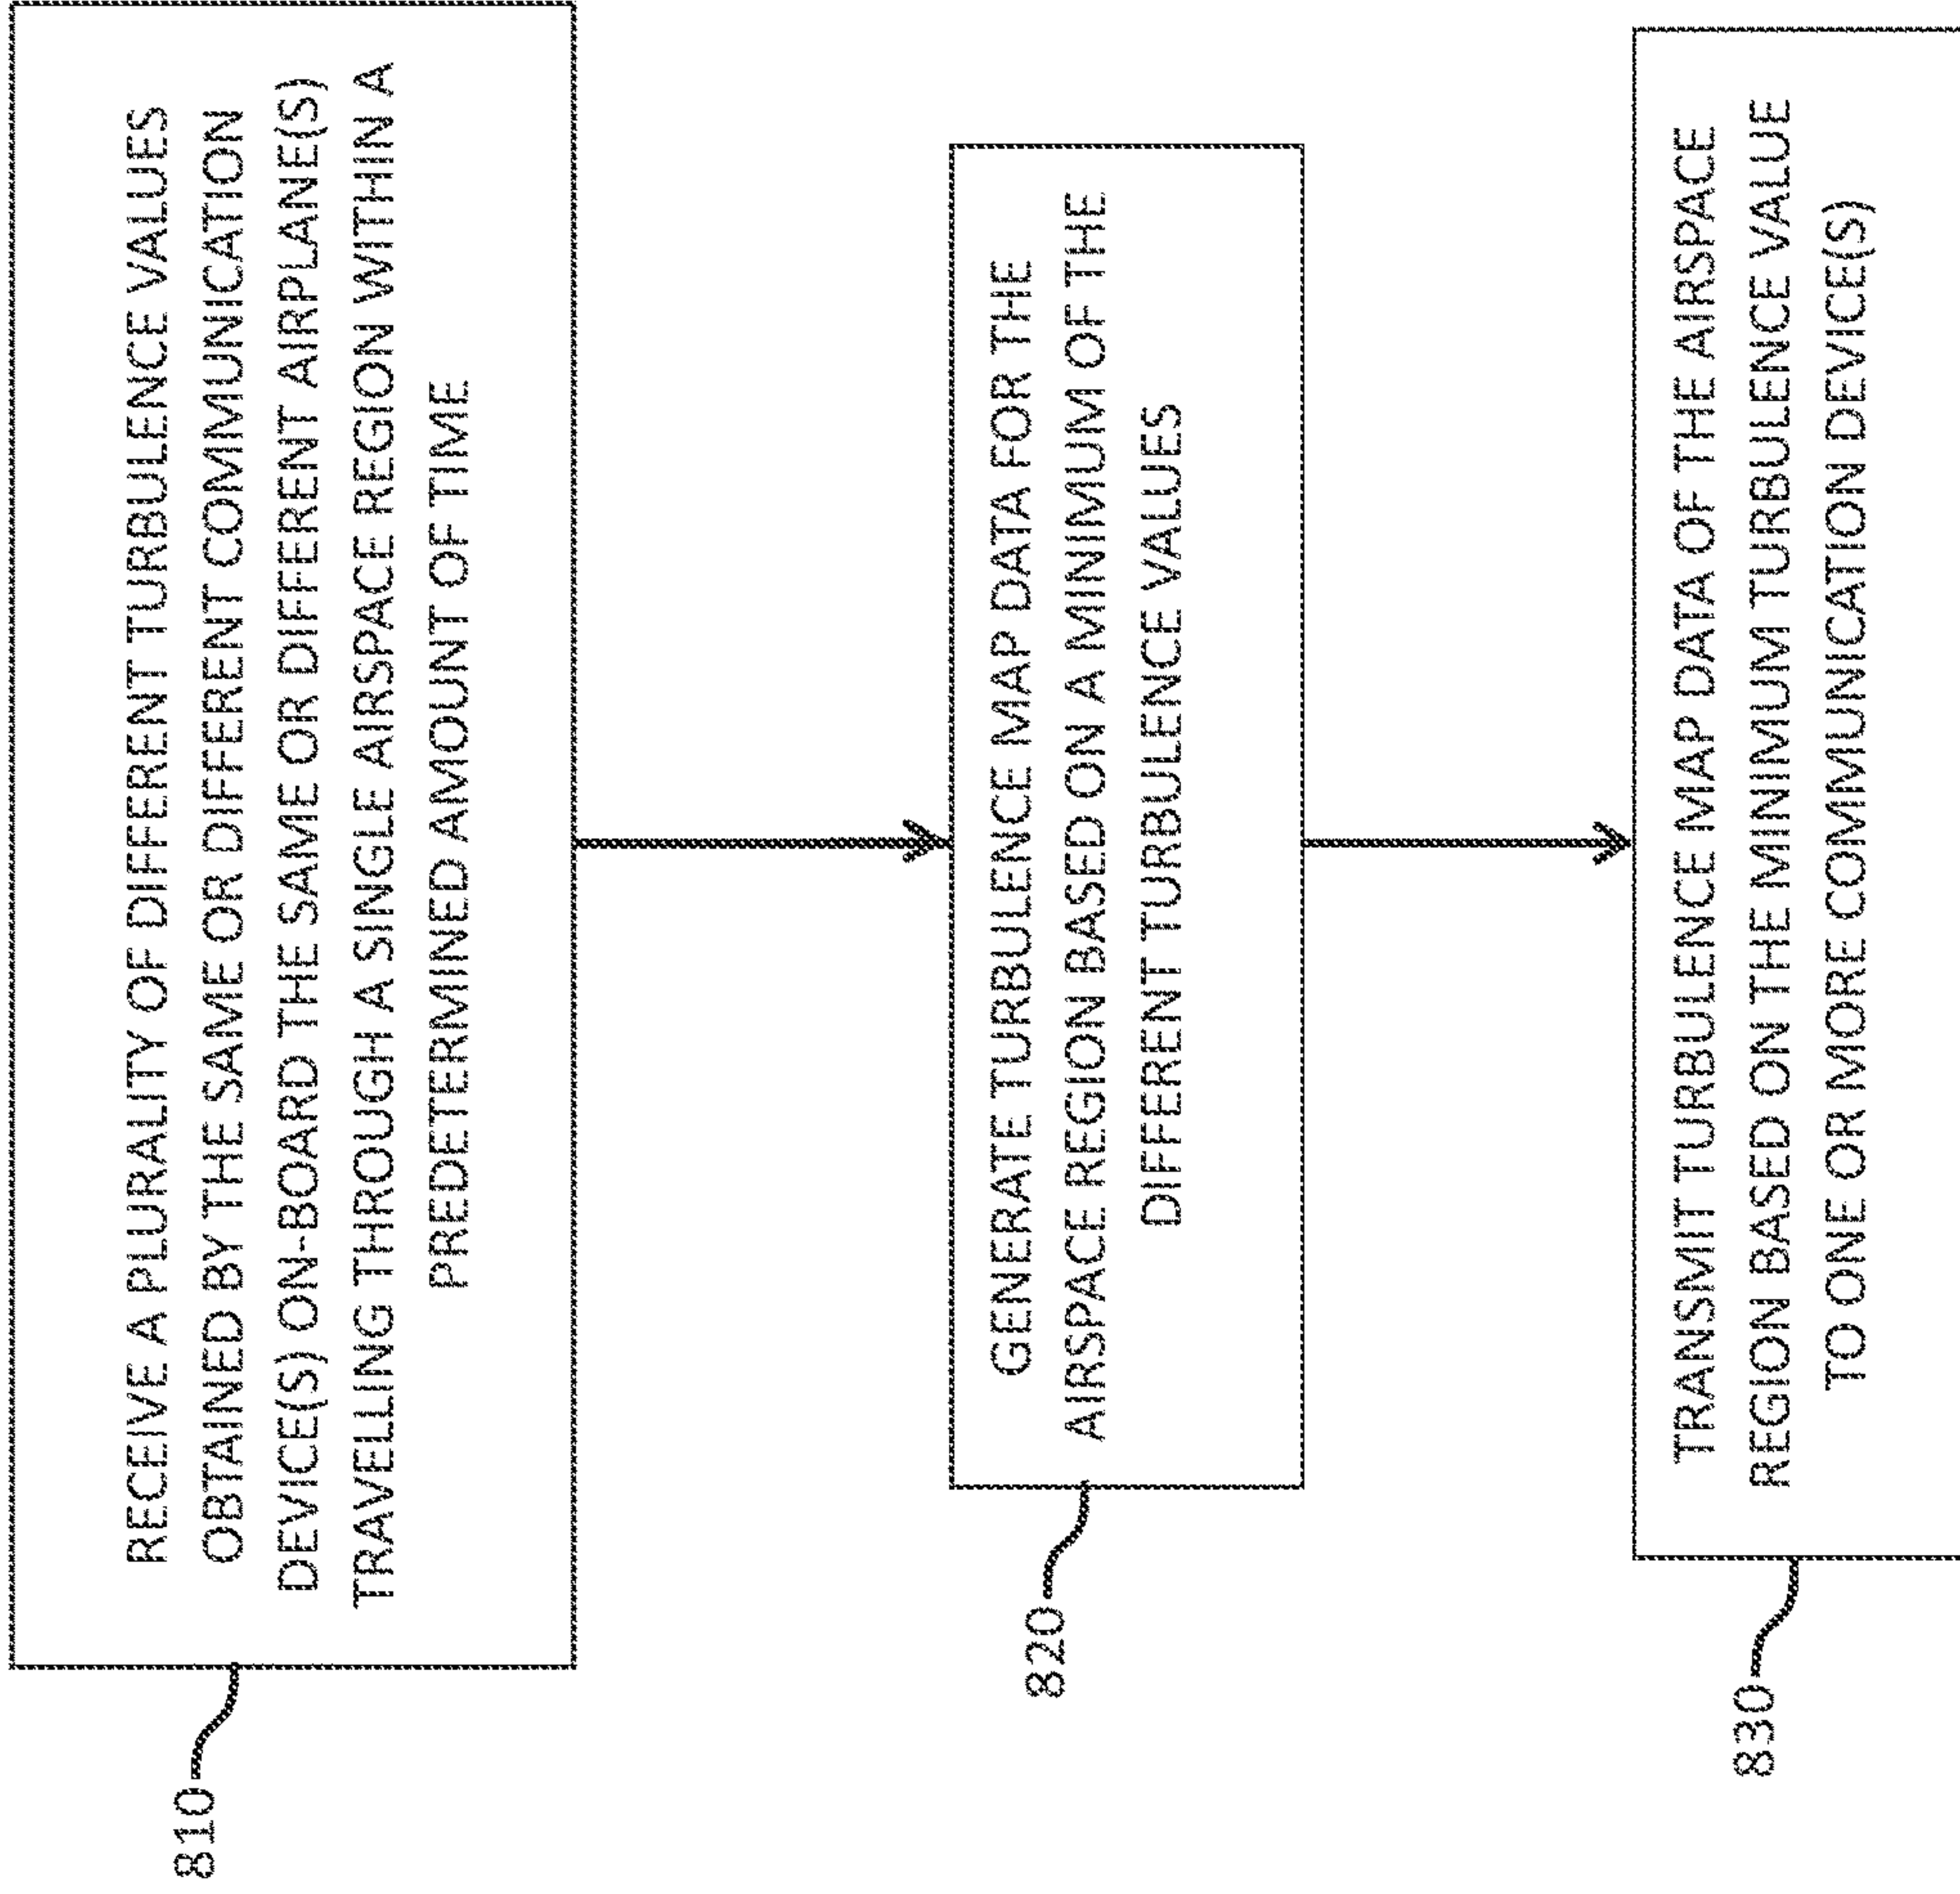 810
RECEIVE A PLURALITY OF DIFFERENT TURBULENCE VALUES
OBTAINED BY THE SAME OR DIFFERENT COMMUNICATION
DEVICE(S) ON-BOARD THE SAME OR DIFFERENT AIRPLANE(S)
TRAVELLING THROUGH A SINGLE AIRSPACE REGION WITHIN A
PREDETERMINED AMOUNT OF TIME
820
GENERATE TURBULENCE MAP DATA FOR THE
AIRSPACE REGION BASED ON A MINIMUM OF THE
DIFFERENT TURBULENCE VALUES
830
TRANSMIT TURBULENCE MAP DATA OF THE AIRSPACE
REGION BASED ON THE MINIMUM TURBULENCE VALUE
TO ONE OR MORE COMMUNICATION DEVICE(S)